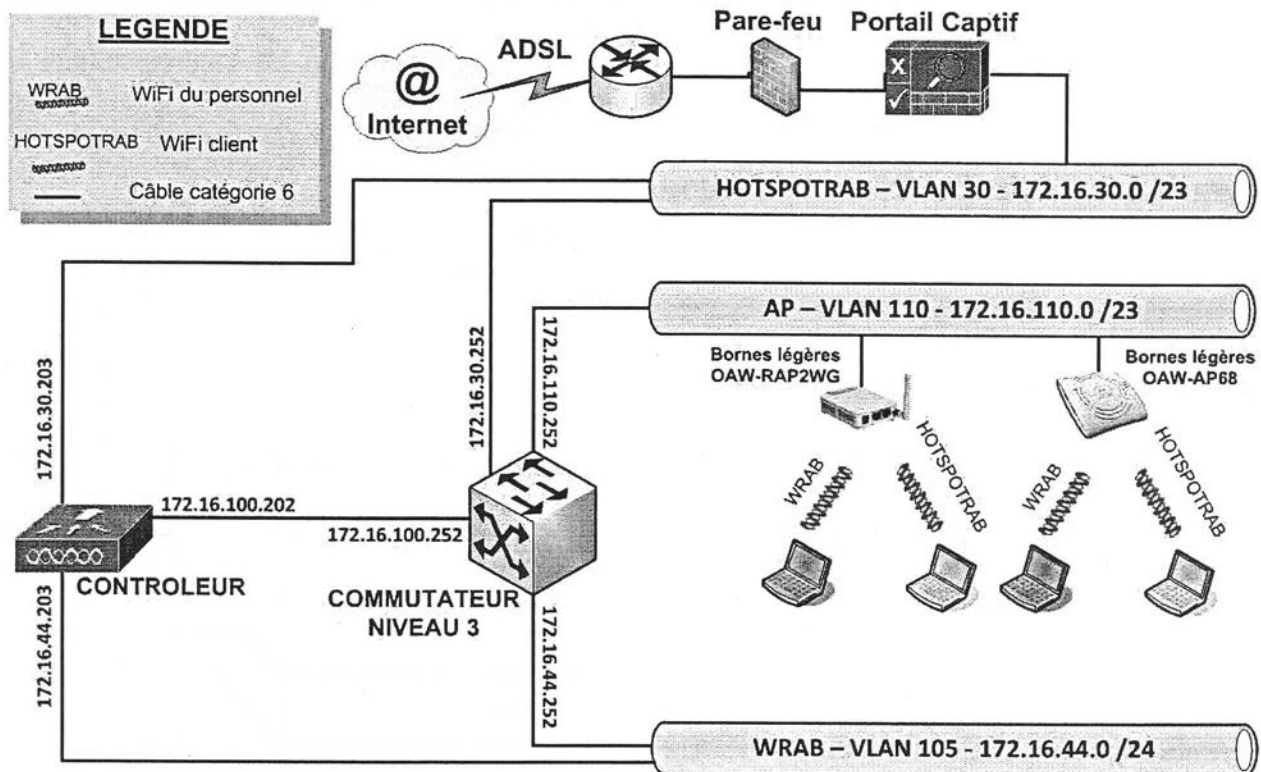 LEGENDE
WRAB
WiFi du personnel
HOTSPOTRAB
WiFi client
Câble catégorie 6
@
Internet
ADSL
Pare-feu
Portail Captif
X
HOTSPOTRAB – VLAN 30 - 172.16.30.0 /23
AP – VLAN 110 - 172.16.110.0 /23
Bornes légères
OAW-RAP2WG
Bornes légères
OAW-AP68
WRAB
HOTSPOTRAB
WRAB
HOTSPOTRAB
172.16.30.203
172.16.30.252
172.16.110.252
172.16.100.202
172.16.100.252
CONTROLEUR
COMMUTATEUR
NIVEAU 3
172.16.44.203
172.16.44.252
WRAB – VLAN 105 - 172.16.44.0 /24